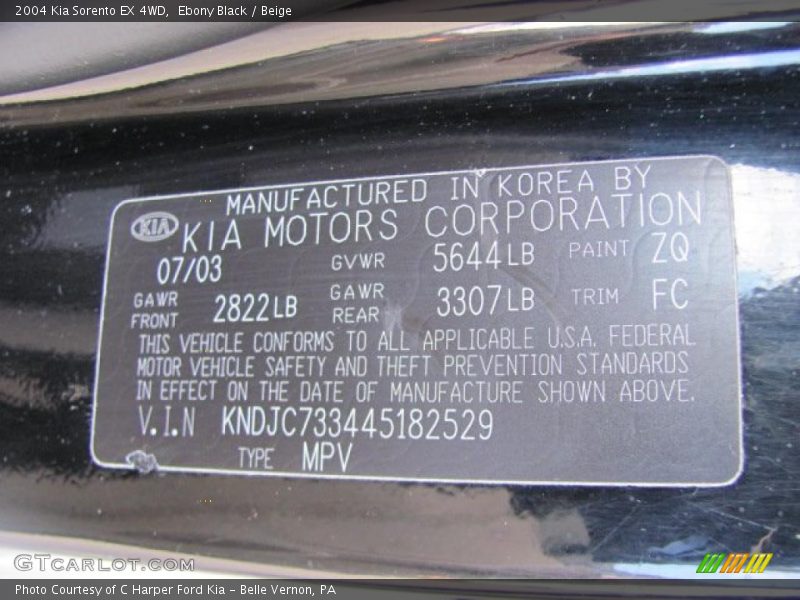 2004 Kia Sorento EX 4WD,  Ebony Black / Beige
MANUFACTURED IN KOREA BY
KIA KIA MOTORS CORPORATION
07/03 GVWR 5644LB PAINT ZQ
GAWR FRONT 2822LB GAWR REAR 3307LB TRIM FC
THIS VEHICLE CONFORMS TO ALL APPLICABLE U.S.A. FEDERAL
MOTOR VEHICLE SAFETY AND THEFT PREVENTION STANDARDS
IN EFFECT ON THE DATE OF MANUFACTURE SHOWN ABOVE.
V.I.N KNDJC733445182529
TYPE MPV
GTCARLOT.COM
Photo Courtesy of C Harper Ford Kia - Belle Vernon, PA